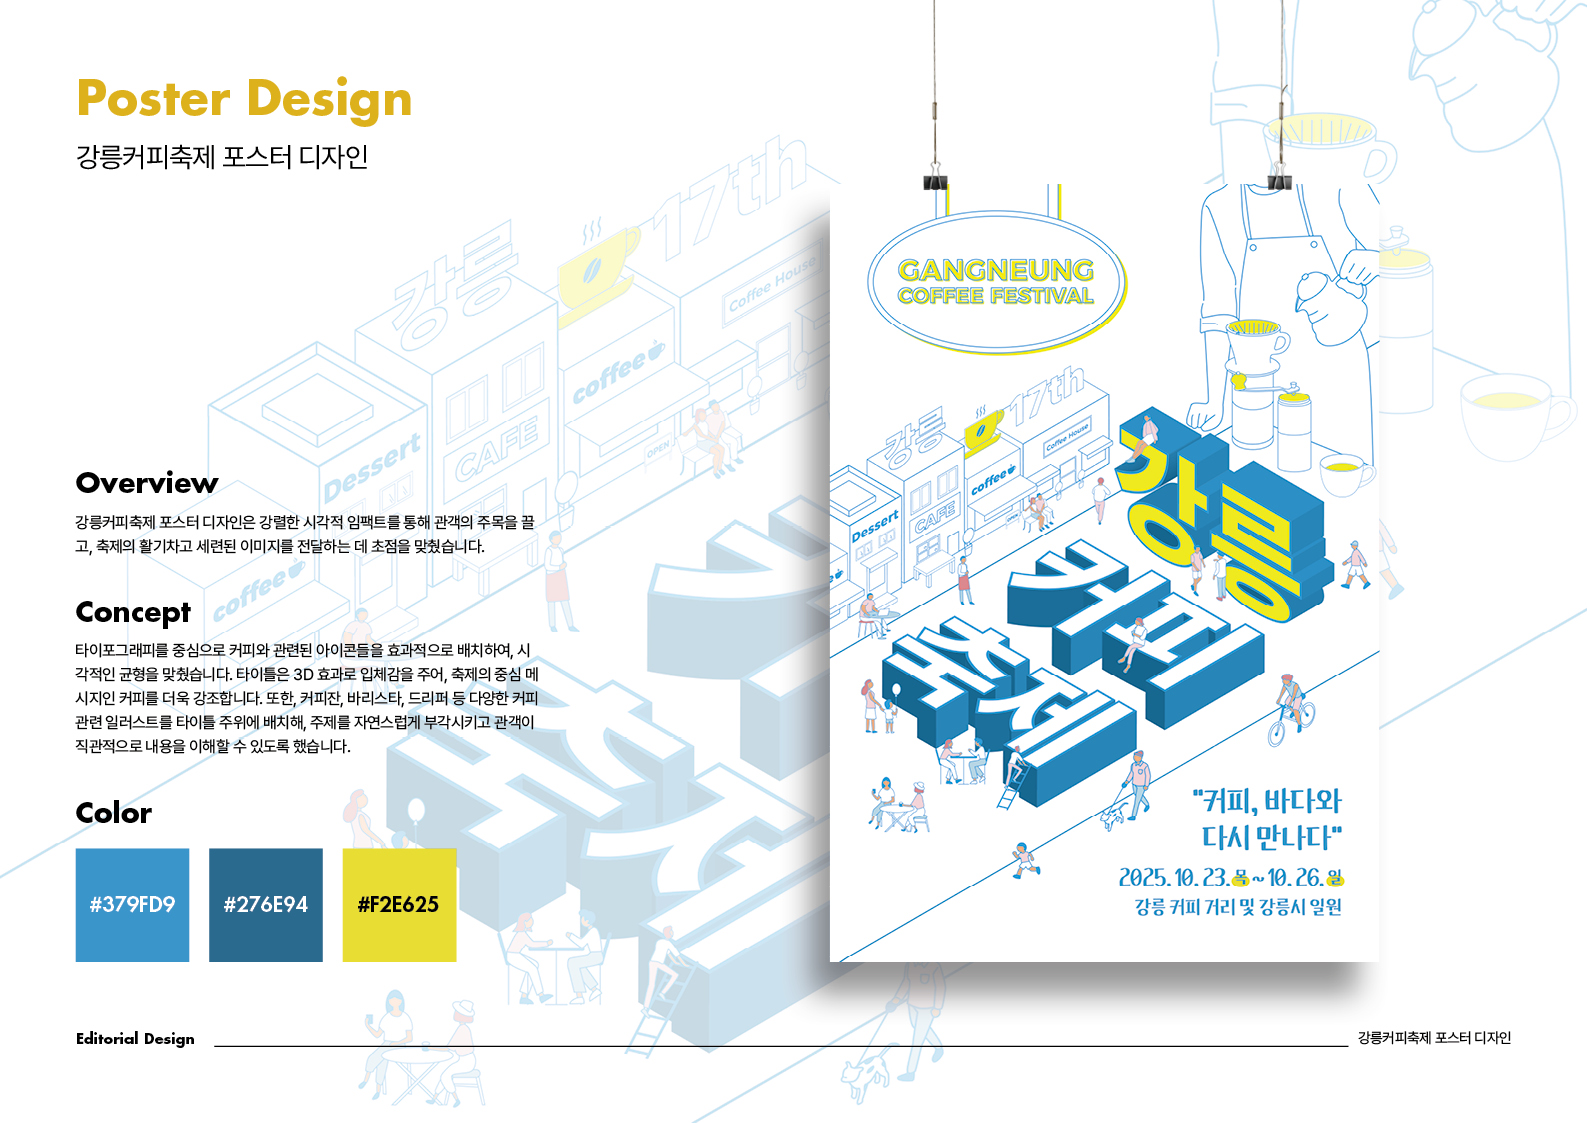 Poster Design
강릉커피축제 포스터 디자인
Overview
강릉커피축제 포스터 디자인은 강렬한 시각적 임팩트를 통해 관객의 주목을 끌
고, 축제의 활기차고 세련된 이미지를 전달하는 데 초점을 맞췄습니다.
Concept
타이포그래피를 중심으로 커피와 관련된 아이콘들을 효과적으로 배치하여, 시
각적인 균형을 맞췄습니다. 타이틀은 3D 효과로 입체감을 주어, 축제의 중심 메
시지인 커피를 더욱 강조합니다. 또한, 커피잔, 바리스타, 드리퍼 등 다양한 커피
관련 일러스트를 타이틀 주위에 배치해, 주제를 자연스럽게 부각시키고 관객이
직관적으로 내용을 이해할 수 있도록 했습니다.
Color
#379FD9
#276E94
#F2E625
강릉
17th
Coffee House
coffee
OPEN
CAFE
Dessert
coffee
GANGNEUNG
COFFEE FESTIVAL
강릉
17th
Coffee House
coffee
OPEN
CAFE
Dessert
강릉
커피
축제
"커피, 바다와
다시 만나다"
2025. 10. 23.목~10. 26.일
강릉 커피 거리 및 강릉시 일원
Editorial Design
강릉커피축제 포스터 디자인